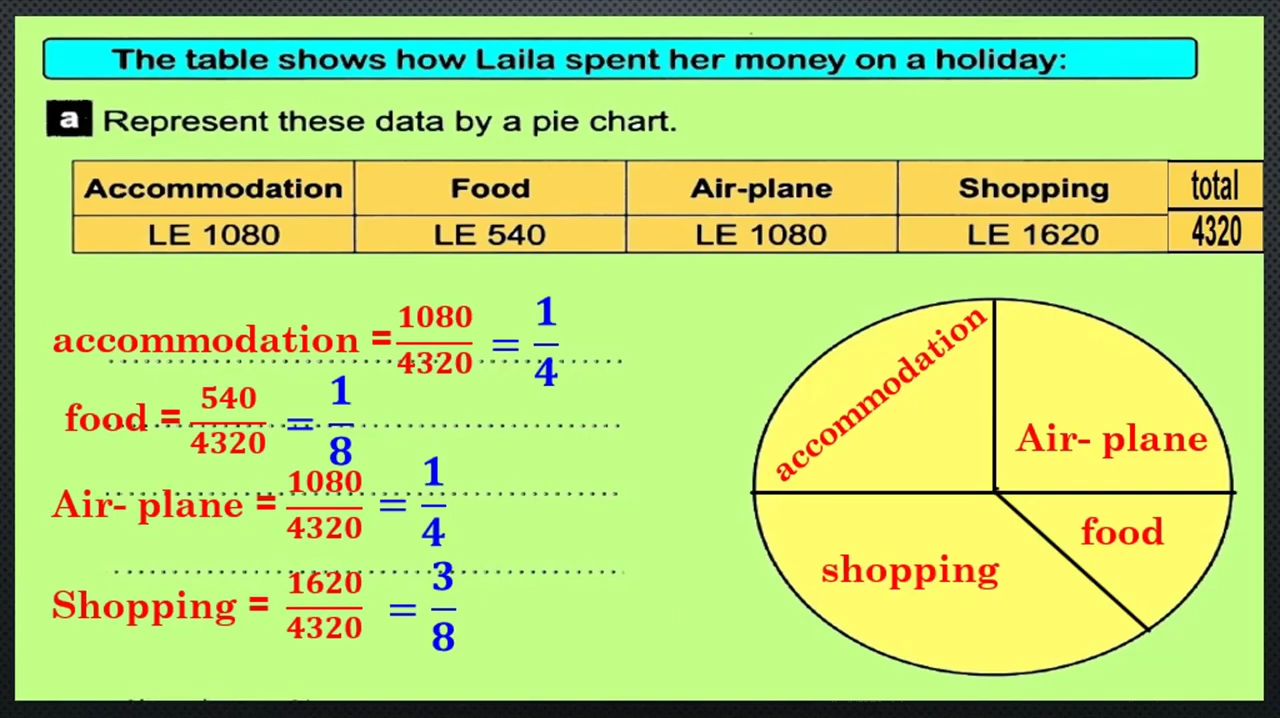 The table shows how Laila spent her money on a holiday:
a Represent these data by a pie chart.
Accommodation Food Air-plane Shopping total
LE 1080 LE 540 LE 1080 LE 1620 4320
accommodation = 1080/4320 = 1/4
food = 540/4320 = 1/8
Air- plane = 1080/4320 = 1/4
Shopping = 1620/4320 = 3/8
accommodation
Air- plane
food
shopping